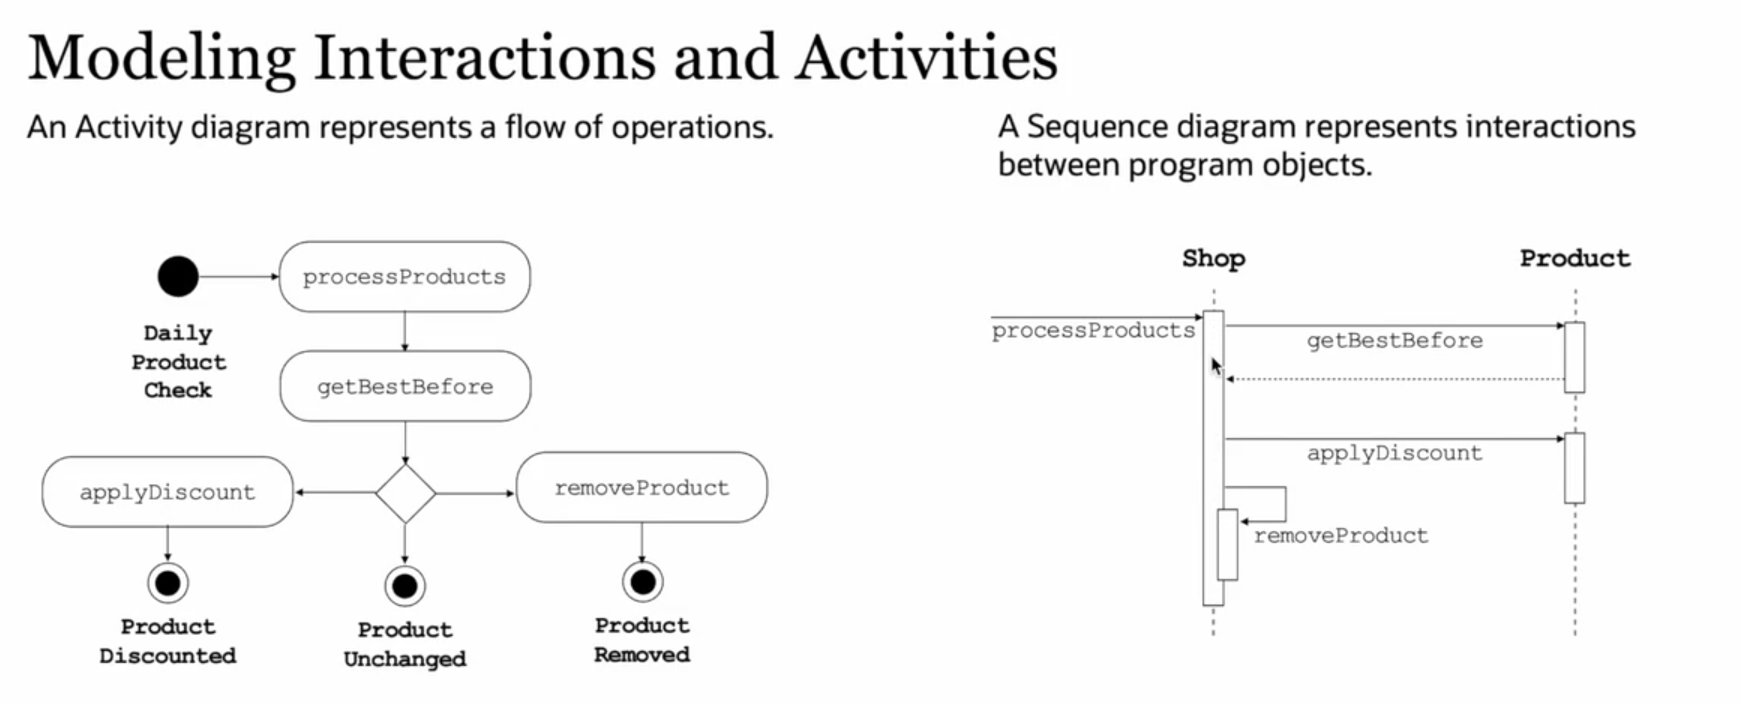 Modeling Interactions and Activities
An Activity diagram represents a flow of operations.
processProducts
Daily
Product
Check
getBestBefore
applyDiscount
removeProduct
Product
Discounted
Product
Unchanged
Product
Removed
A Sequence diagram represents interactions
between program objects.
Shop
Product
processProducts
getBestBefore
applyDiscount
removeProduct